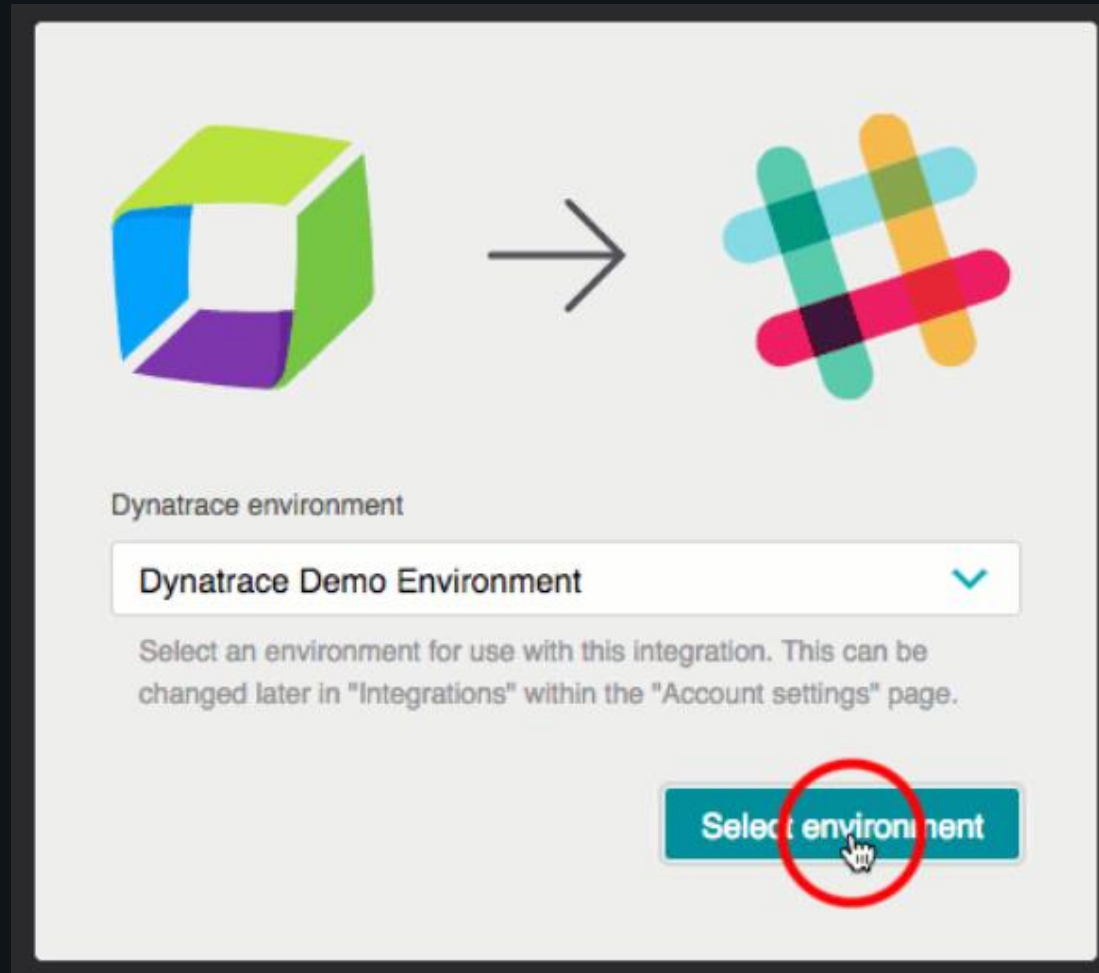 Dynatrace environment
Dynatrace Demo Environment
Select an environment for use with this integration. This can be
changed later in "Integrations" within the "Account settings" page.
Select environment